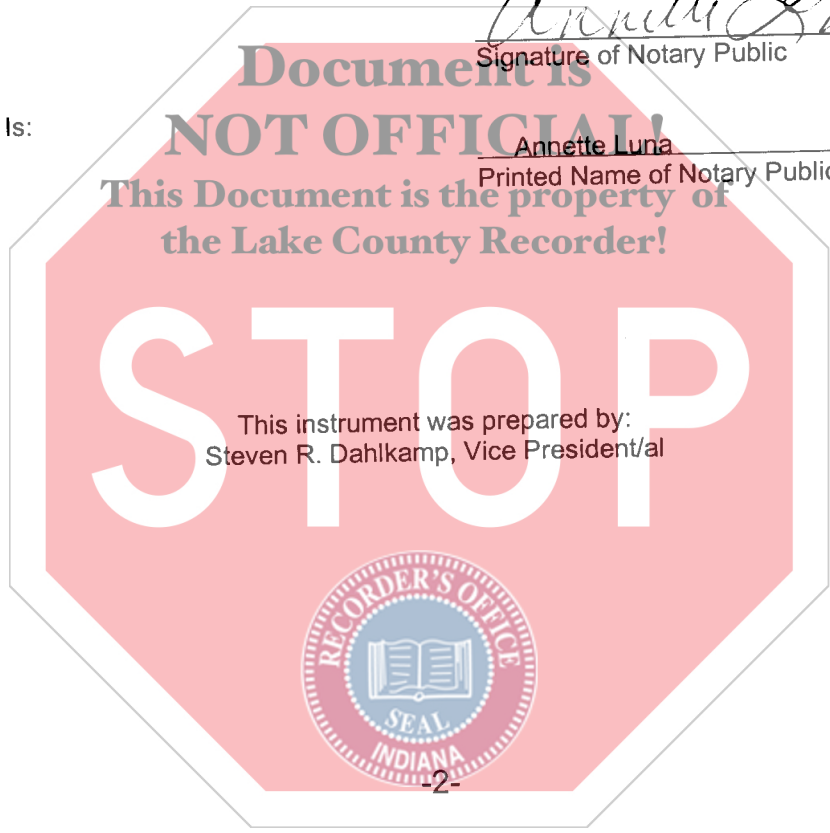 Annette Lu
Signature of Notary Public
Document is
NOT OFFICIAL!
This Document is the property of
the Lake County Recorder!
Is:
Annette Luna
Printed Name of Notary Public
STOP
This instrument was prepared by:
Steven R. Dahlkamp, Vice President/al
RECORDER'S OFFICE
SEAL
INDIANA
-2-